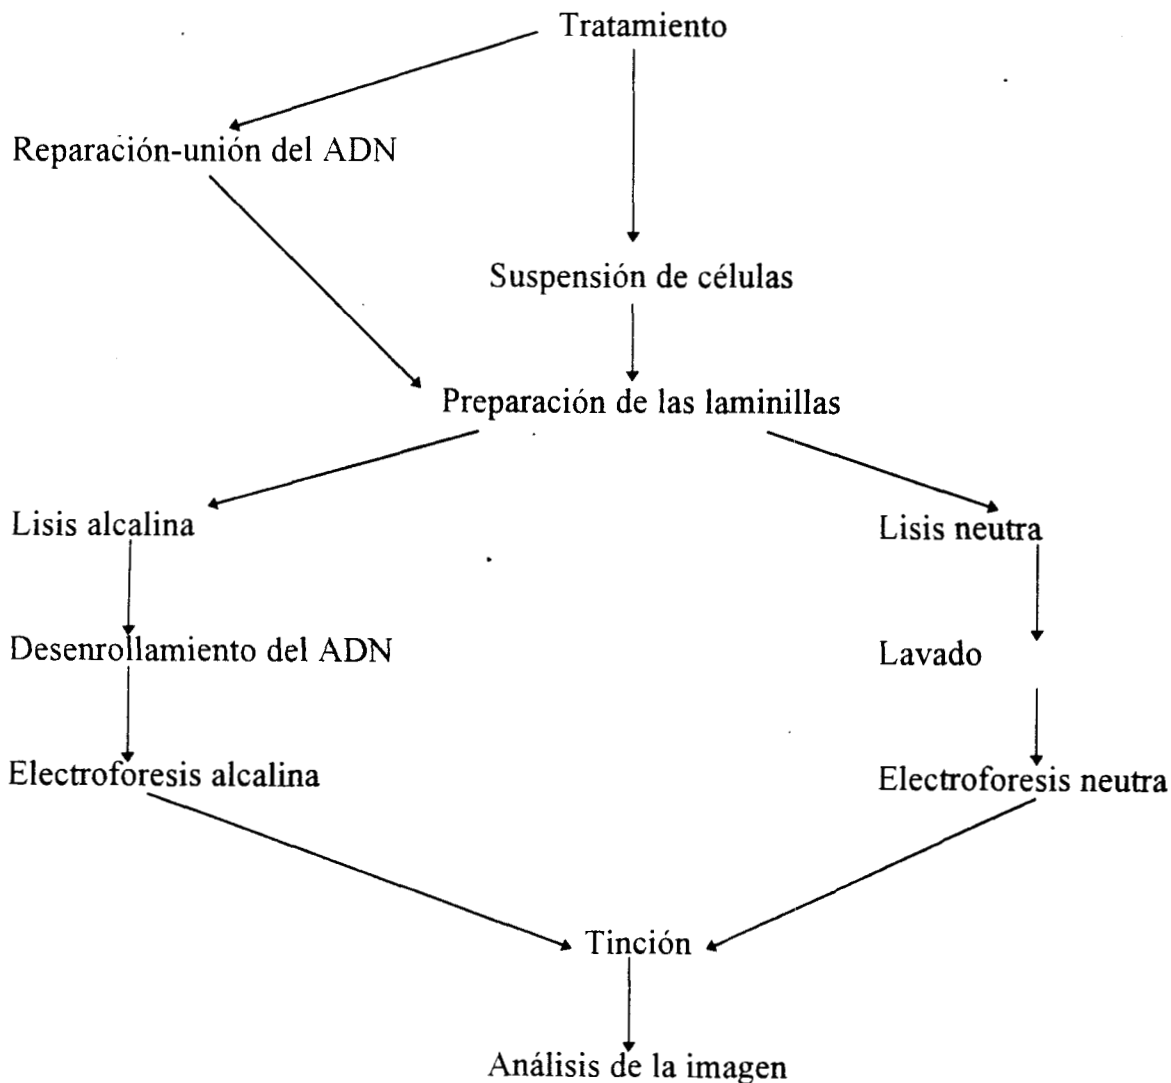 Tratamiento
Reparación-unión del ADN
Suspensión de células
Preparación de las laminillas
Lisis alcalina
Lisis neutra
Desenrollamiento del ADN
Lavado
Electroforesis alcalina
Electroforesis neutra
Tinción
Análisis de la imagen